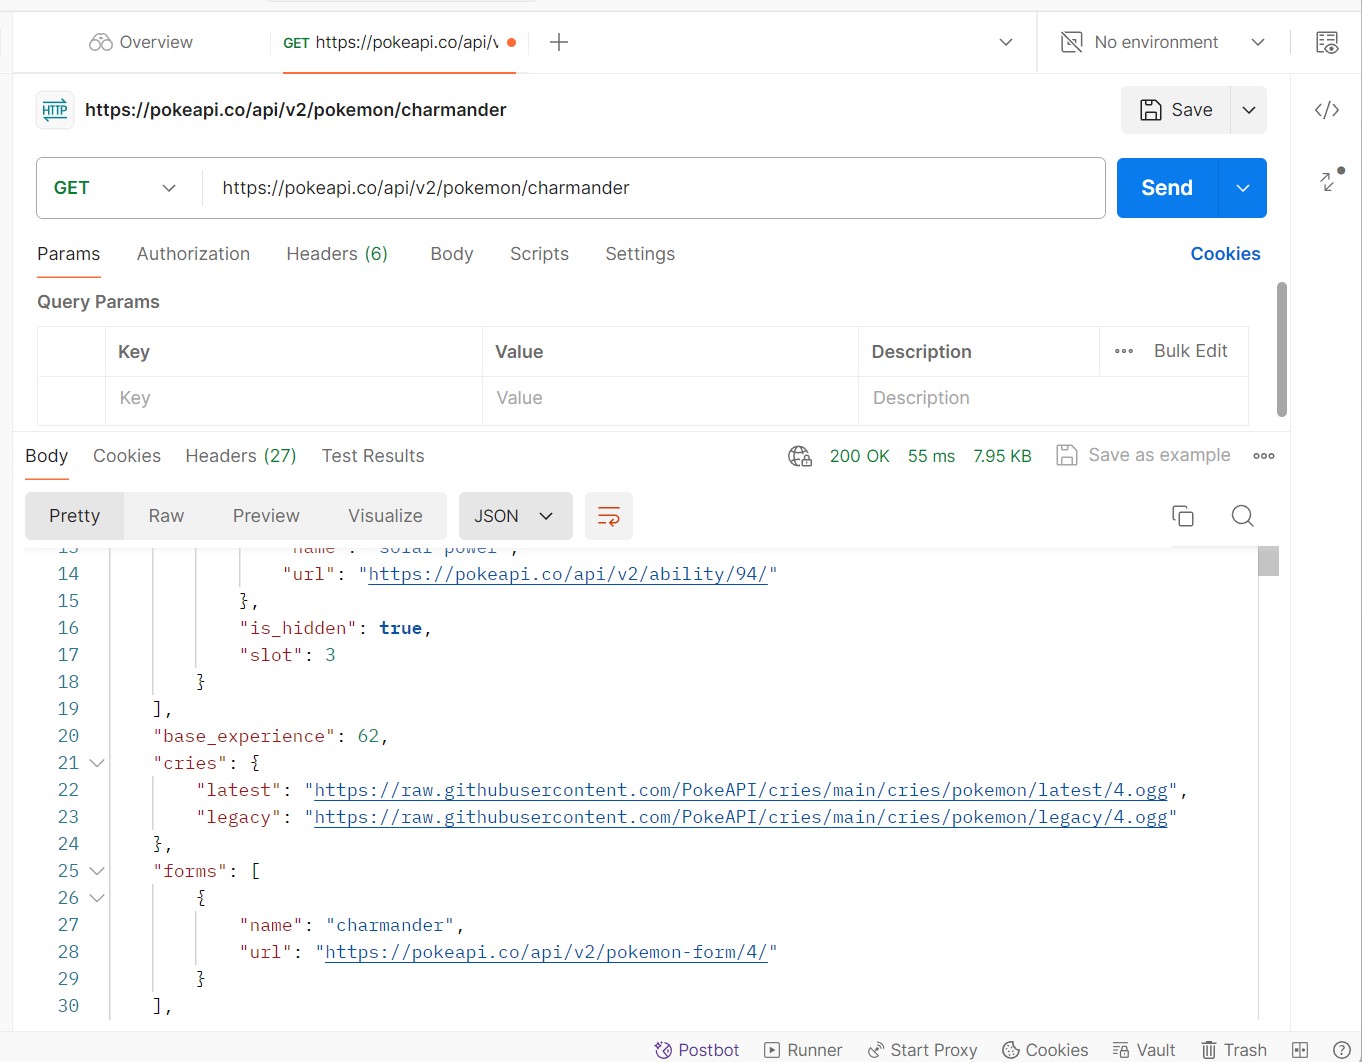 Overview
GET https://pokeapi.co/api/v
No environment
HTTP https://pokeapi.co/api/v2/pokemon/charmander
Save
GET https://pokeapi.co/api/v2/pokemon/charmander Send
Params Authorization Headers (6) Body Scripts Settings Cookies
Query Params
Key Value Description Bulk Edit
Key Value Description
Body Cookies Headers (27) Test Results 200 OK 55 ms 7.95 KB Save as example
Pretty Raw Preview Visualize JSON
13 "name": "solar-power",
14 "url": "https://pokeapi.co/api/v2/ability/94/"
15 },
16 "is_hidden": true,
17 "slot": 3
18 }
19 ],
20 "base_experience": 62,
21 "cries": {
22 "latest": "https://raw.githubusercontent.com/PokeAPI/cries/main/cries/pokemon/latest/4.ogg",
23 "legacy": "https://raw.githubusercontent.com/PokeAPI/cries/main/cries/pokemon/legacy/4.ogg"
24 },
25 "forms": [
26 {
27 "name": "charmander",
28 "url": "https://pokeapi.co/api/v2/pokemon-form/4/"
29 }
30 ],
Postbot Runner Start Proxy Cookies Vault Trash